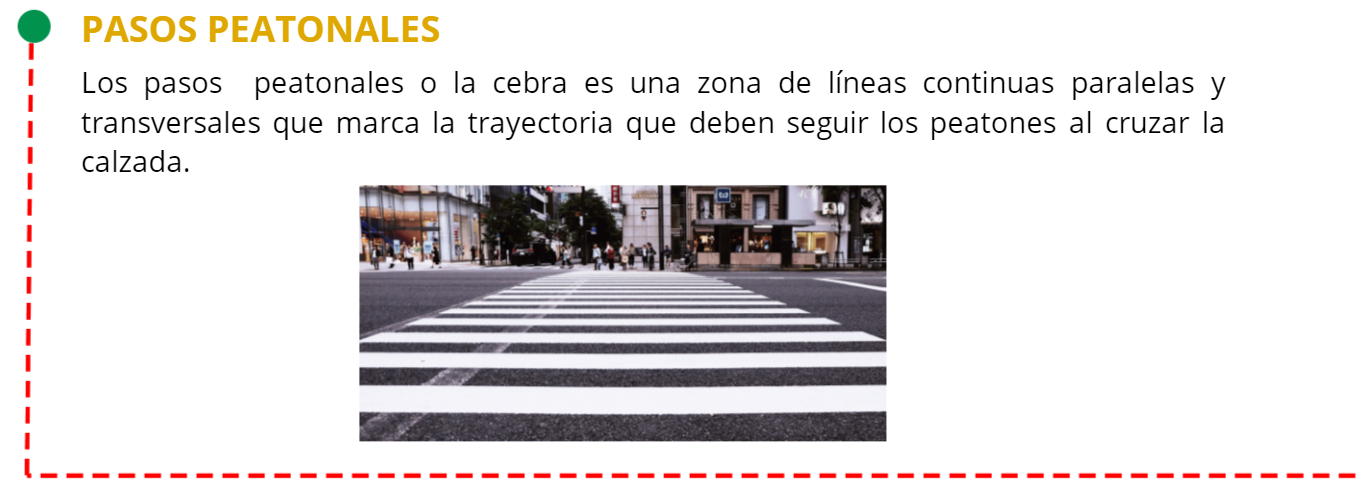 PASOS PEATONALES
Los pasos peatonales o la cebra es una zona de líneas continuas paralelas y
transversales que marca la trayectoria que deben seguir los peatones al cruzar la
calzada.